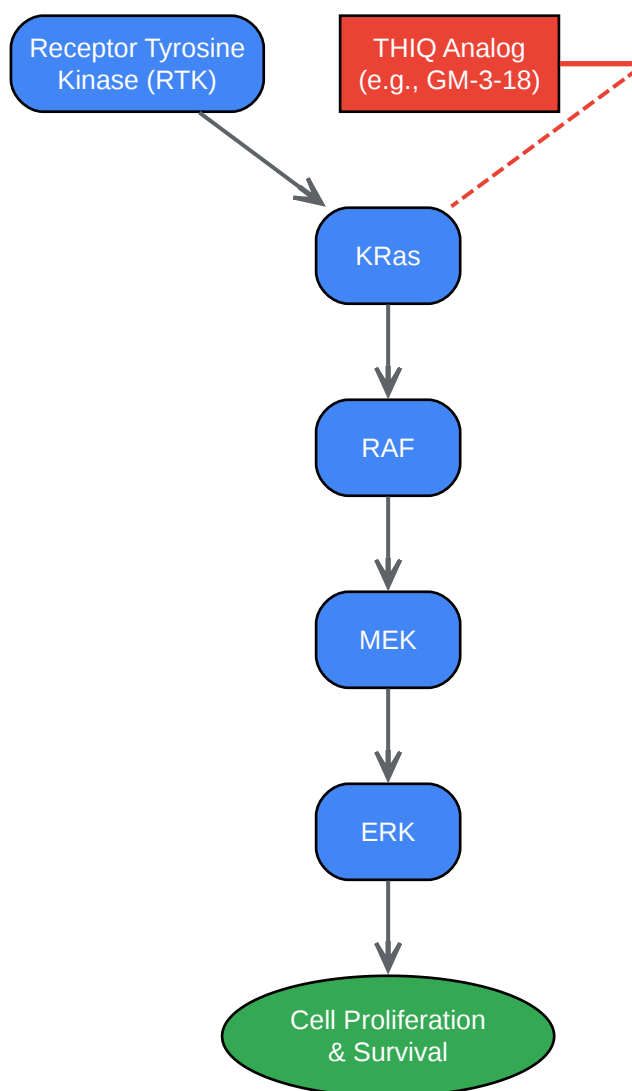 Receptor Tyrosine
Kinase (RTK)
THIQ Analog
(e.g., GM-3-18)
KRas
RAF
MEK
ERK
Cell Proliferation
& Survival